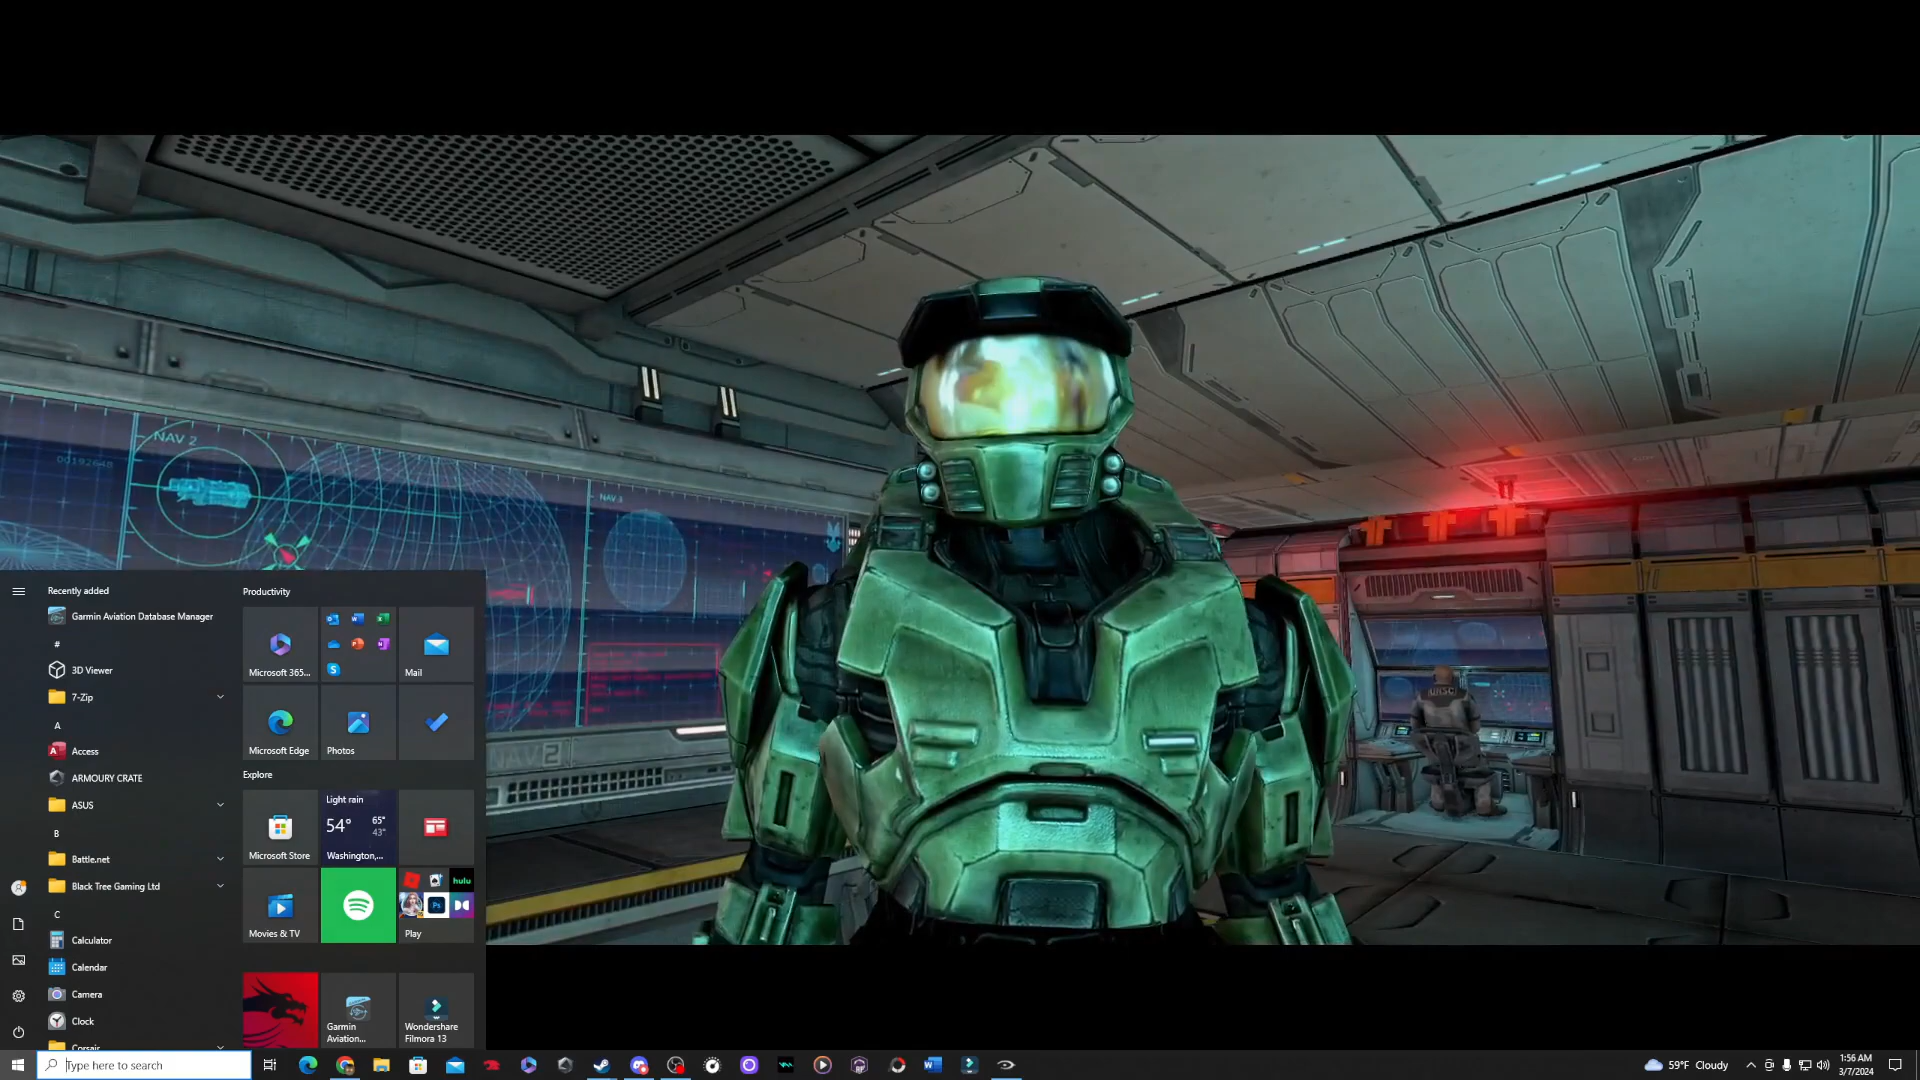 NAV 2
00192648
NAV 3
UNSC
NAV2
Recently added
Garmin Aviation Database Manager
#
3D Viewer
7-Zip
A
Access
ARMOURY CRATE
ASUS
B
Battle.net
Black Tree Gaming Ltd
C
Calculator
Calendar
Camera
Clock
Corsair
Productivity
Microsoft 365...
Mail
Microsoft Edge
Photos
Explore
Microsoft Store
Light rain
54°
65°
43°
Washington,...
Movies & TV
hulu
Ps
Play
Garmin
Aviation...
Wondershare
Filmora 13
Type here to search
59°F Cloudy
1:56 AM
3/7/2024